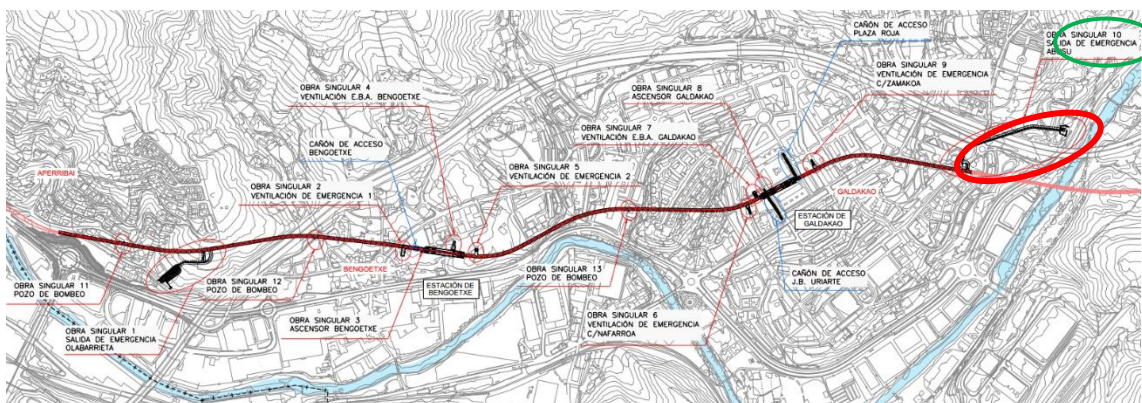 CAÑÓN DE ACCESO
PLAZA ROJA
OBRA SINGULAR 10
SALIDA DE EMERGENCIA
ABUSU
OBRA SINGULAR 9
VENTILACIÓN DE EMERGENCIA
C/ZAMAKOA
OBRA SINGULAR 4
VENTILACIÓN E.B.A. BENGOETXE
OBRA SINGULAR 8
ASCENSOR GALDAKAO
CAÑÓN DE ACCESO
BENGOETXE
OBRA SINGULAR 7
VENTILACIÓN E.B.A. GALDAKAO
OBRA SINGULAR 5
VENTILACIÓN DE EMERGENCIA 2
APERRIBAI
OBRA SINGULAR 2
VENTILACIÓN DE EMERGENCIA 1
GALDAKAO
ESTACIÓN DE
GALDAKAO
BENGOETXE
OBRA SINGULAR 11
POZO DE BOMBEO
OBRA SINGULAR 12
POZO DE BOMBEO
ESTACIÓN DE
BENGOETXE
OBRA SINGULAR 13
POZO DE BOMBEO
CAÑÓN DE ACCESO
J.B. URIARTE
OBRA SINGULAR 1
SALIDA DE EMERGENCIA
OLABARRIETA
OBRA SINGULAR 3
ASCENSOR BENGOETXE
OBRA SINGULAR 6
VENTILACIÓN DE EMERGENCIA
C/NAFARROA